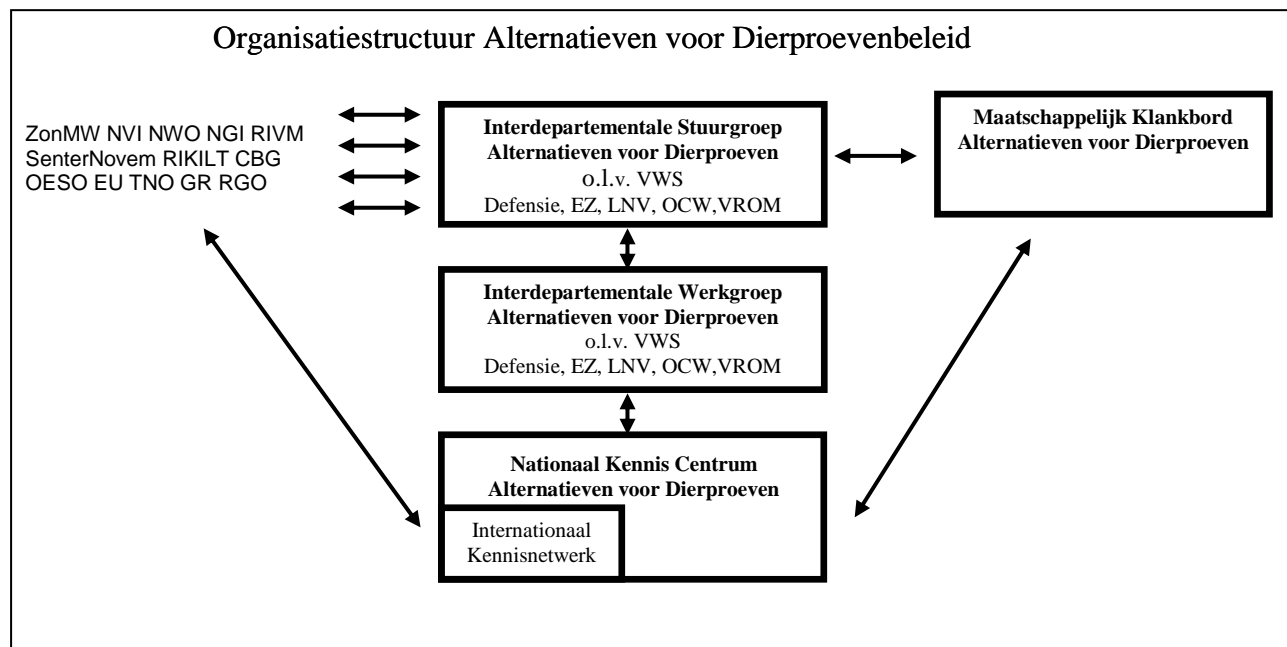 Organisatiestructuur Alternatieven voor Dierproevenbeleid
ZonMW NVI NWO NGI RIVM
SenterNovem RIKILT CBG
OESO EU TNO GR RGO
Interdepartementale Stuurgroep
Alternatieven voor Dierproeven
o.l.v. VWS
Defensie, EZ, LNV, OCW,VROM
Maatschappelijk Klankbord
Alternatieven voor Dierproeven
Interdepartementale Werkgroep
Alternatieven voor Dierproeven
o.l.v. VWS
Defensie, EZ, LNV, OCW,VROM
Nationaal Kennis Centrum
Alternatieven voor Dierproeven
Internationaal
Kennisnetwerk